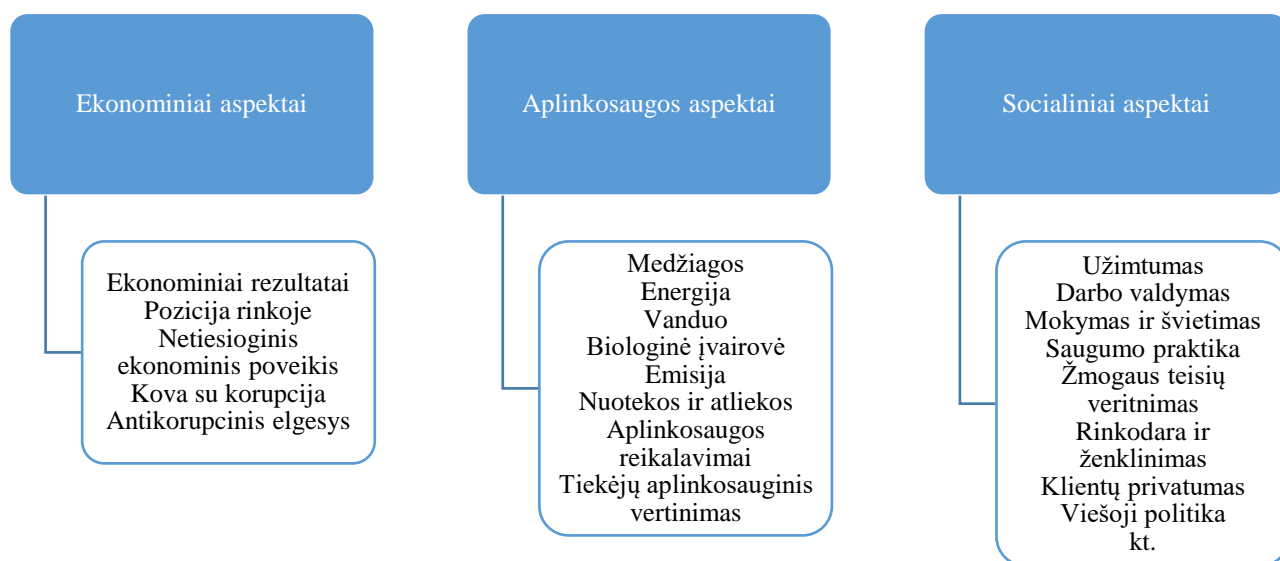 Ekonominiai aspektai
Ekonominiai rezultatai
Pozicija rinkoje
Netiesioginis
ekonominis poveikis
Kova su korupcija
Antikorupcinis elgesys
Aplinkosaugos aspektai
Medžiagos
Energija
Vanduo
Biologinė įvairovė
Emisija
Nuotekos ir atliekos
Aplinkosaugos
reikalavimai
Tiekėjų aplinkosauginis
vertinimas
Socialiniai aspektai
Užimtumas
Darbo valdymas
Mokymas ir švietimas
Saugumo praktika
Žmogaus teisių
veritnimas
Rinkodara ir
ženklinimas
Klientų privatumas
Viešoji politika
kt.